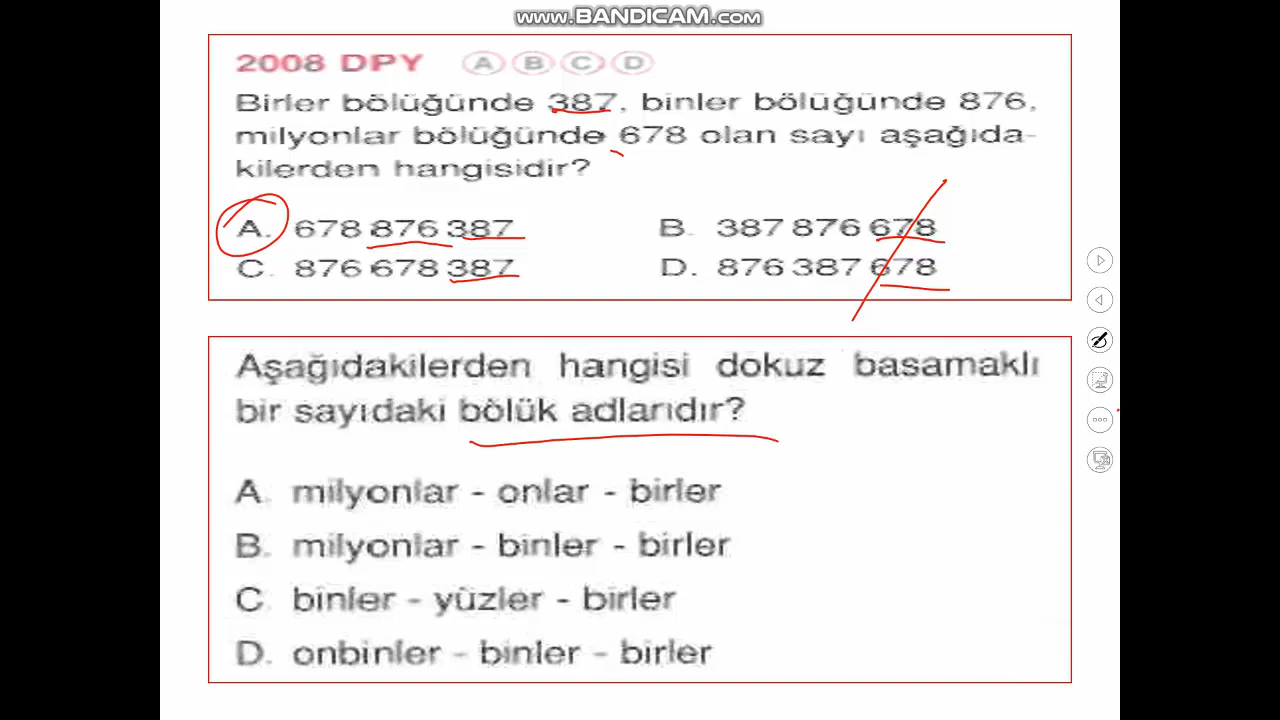 www.BANDICAM.com
2008 DPY A B C D
Birler bölüğünde 387, binler bölüğünde 876,
milyonlar bölüğünde 678 olan sayı aşağıda-
kilerden hangisidir?
A. 678 876 387 B. 387 876 678
C. 876 678 387 D. 876 387 678
Aşağıdakilerden hangisi dokuz basamaklı
bir sayıdaki bölük adlarıdır?
A. milyonlar - onlar - birler
B. milyonlar - binler - birler
C. binler - yüzler - birler
D. onbinler - binler - birler